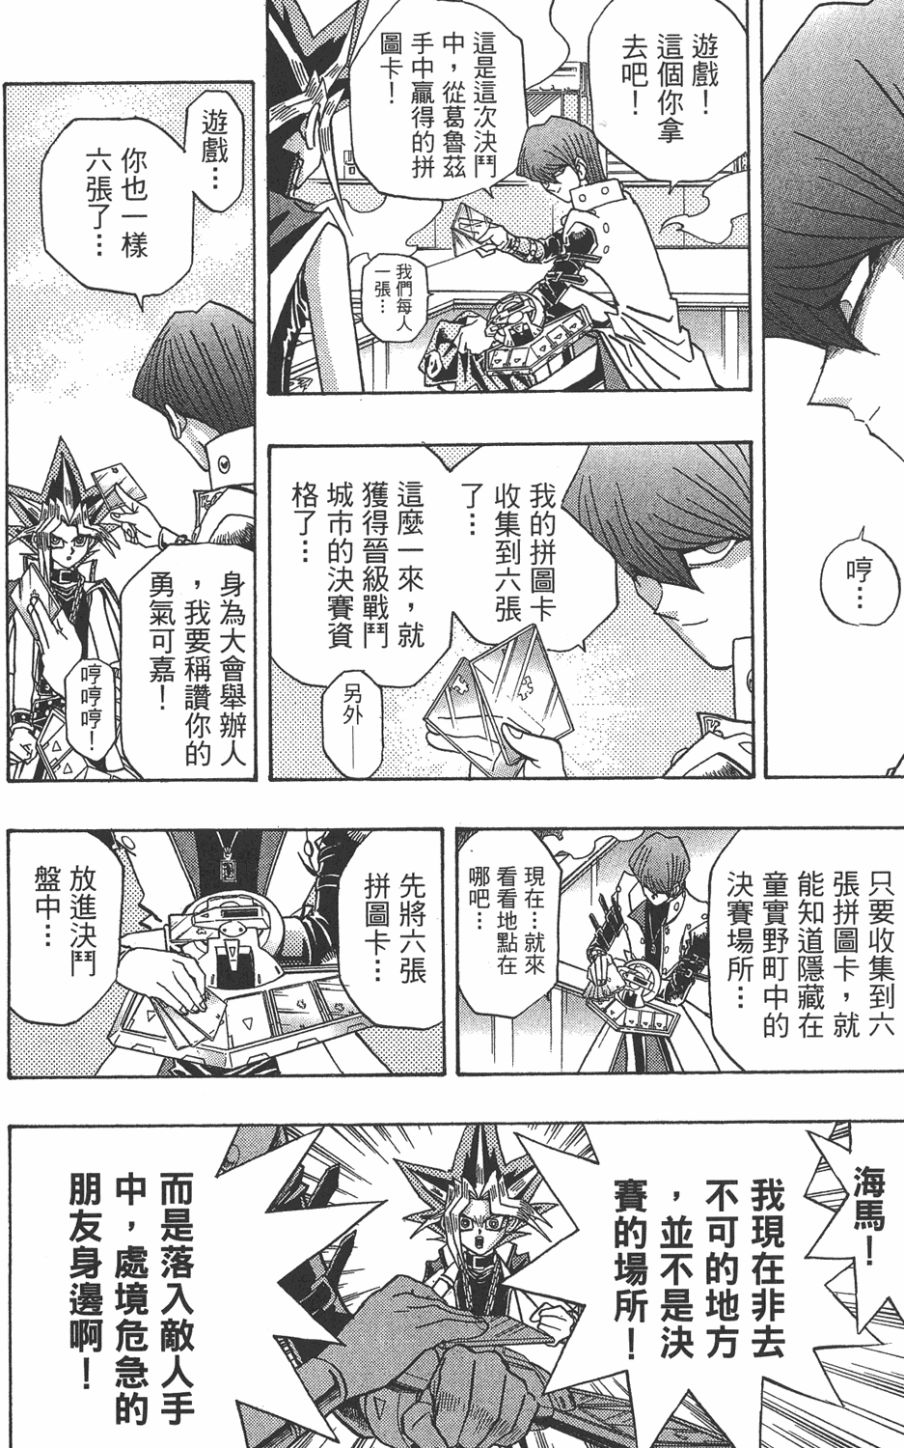 哼…
遊戲！
這個你拿
去吧！
這是這次決鬥
中，從葛魯茲
手中贏得的拼
圖卡！
我們每人
一張…
我的拼圖卡
收集到六張
了…
這麼一來，就
獲得晉級戰鬥
城市的決賽資
格了…
另外——
遊戲…
你也一樣
六張了…
身為大會舉辦人
，我要稱讚你的
勇氣可嘉！
哼哼哼！
只要收集到六
張拼圖卡，就
能知道隱藏在
童實野町中的
決賽場所…
現在…就來
看看地點在
哪吧…
先將六張
拼圖卡…
放進決鬥
盤中…
海馬！
我現在非去
不可的地方
，並不是決
賽的場所！
而是落入敵人手
中，處境危急的
朋友身邊啊！